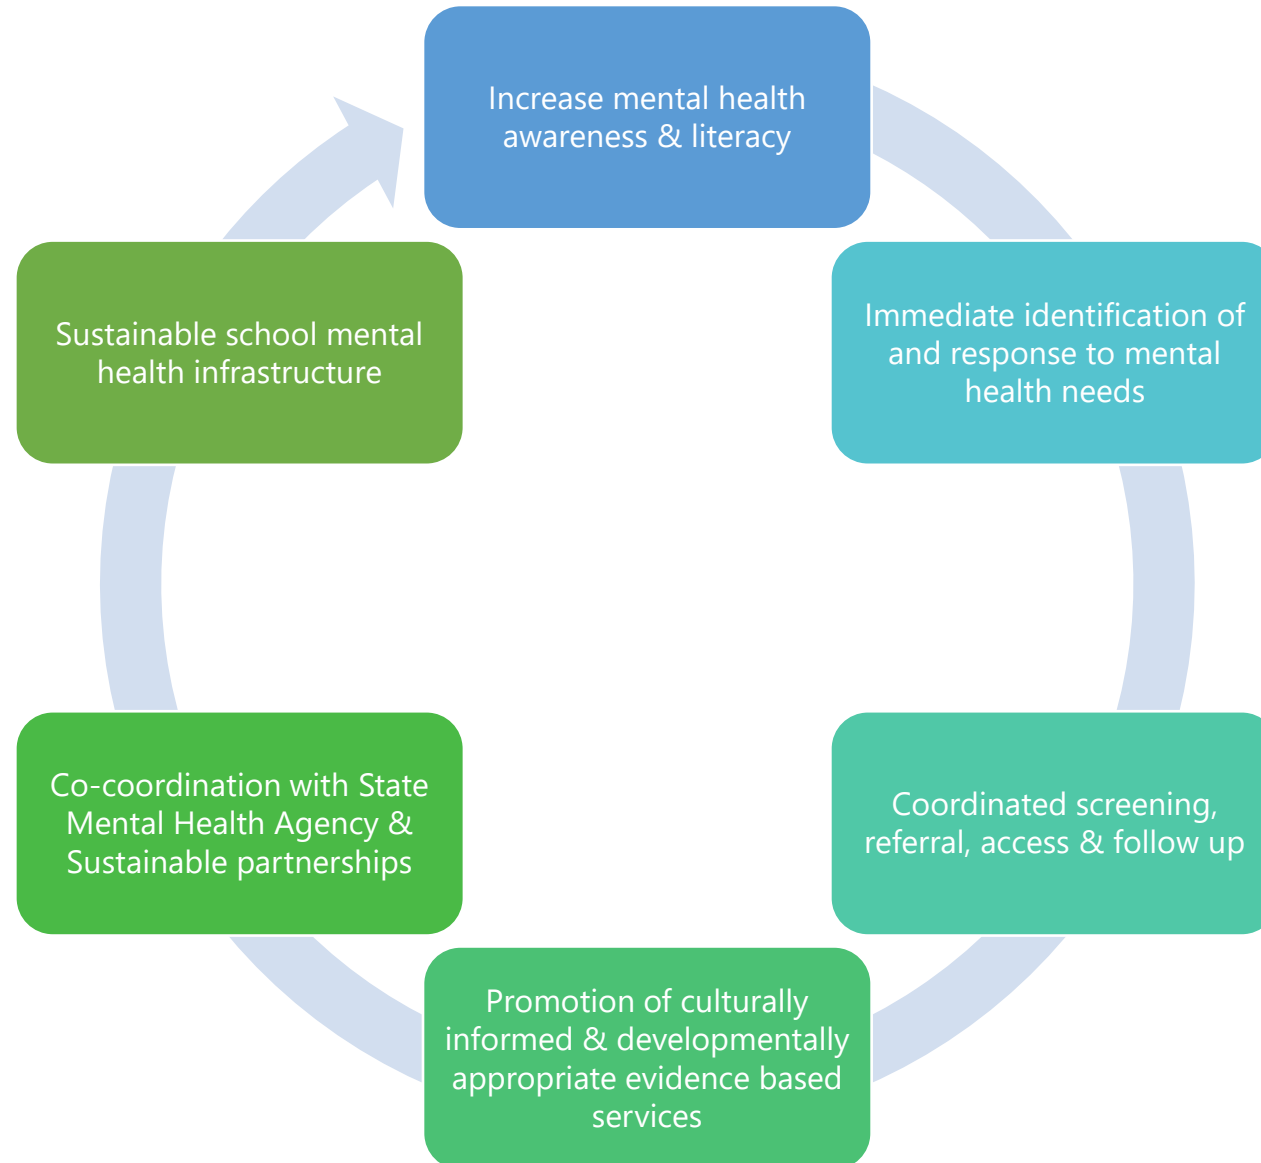 Increase mental health
awareness & literacy
Immediate identification of
and response to mental
health needs
Coordinated screening,
referral, access & follow up
Promotion of culturally
informed & developmentally
appropriate evidence based
services
Co-coordination with State
Mental Health Agency &
Sustainable partnerships
Sustainable school mental
health infrastructure